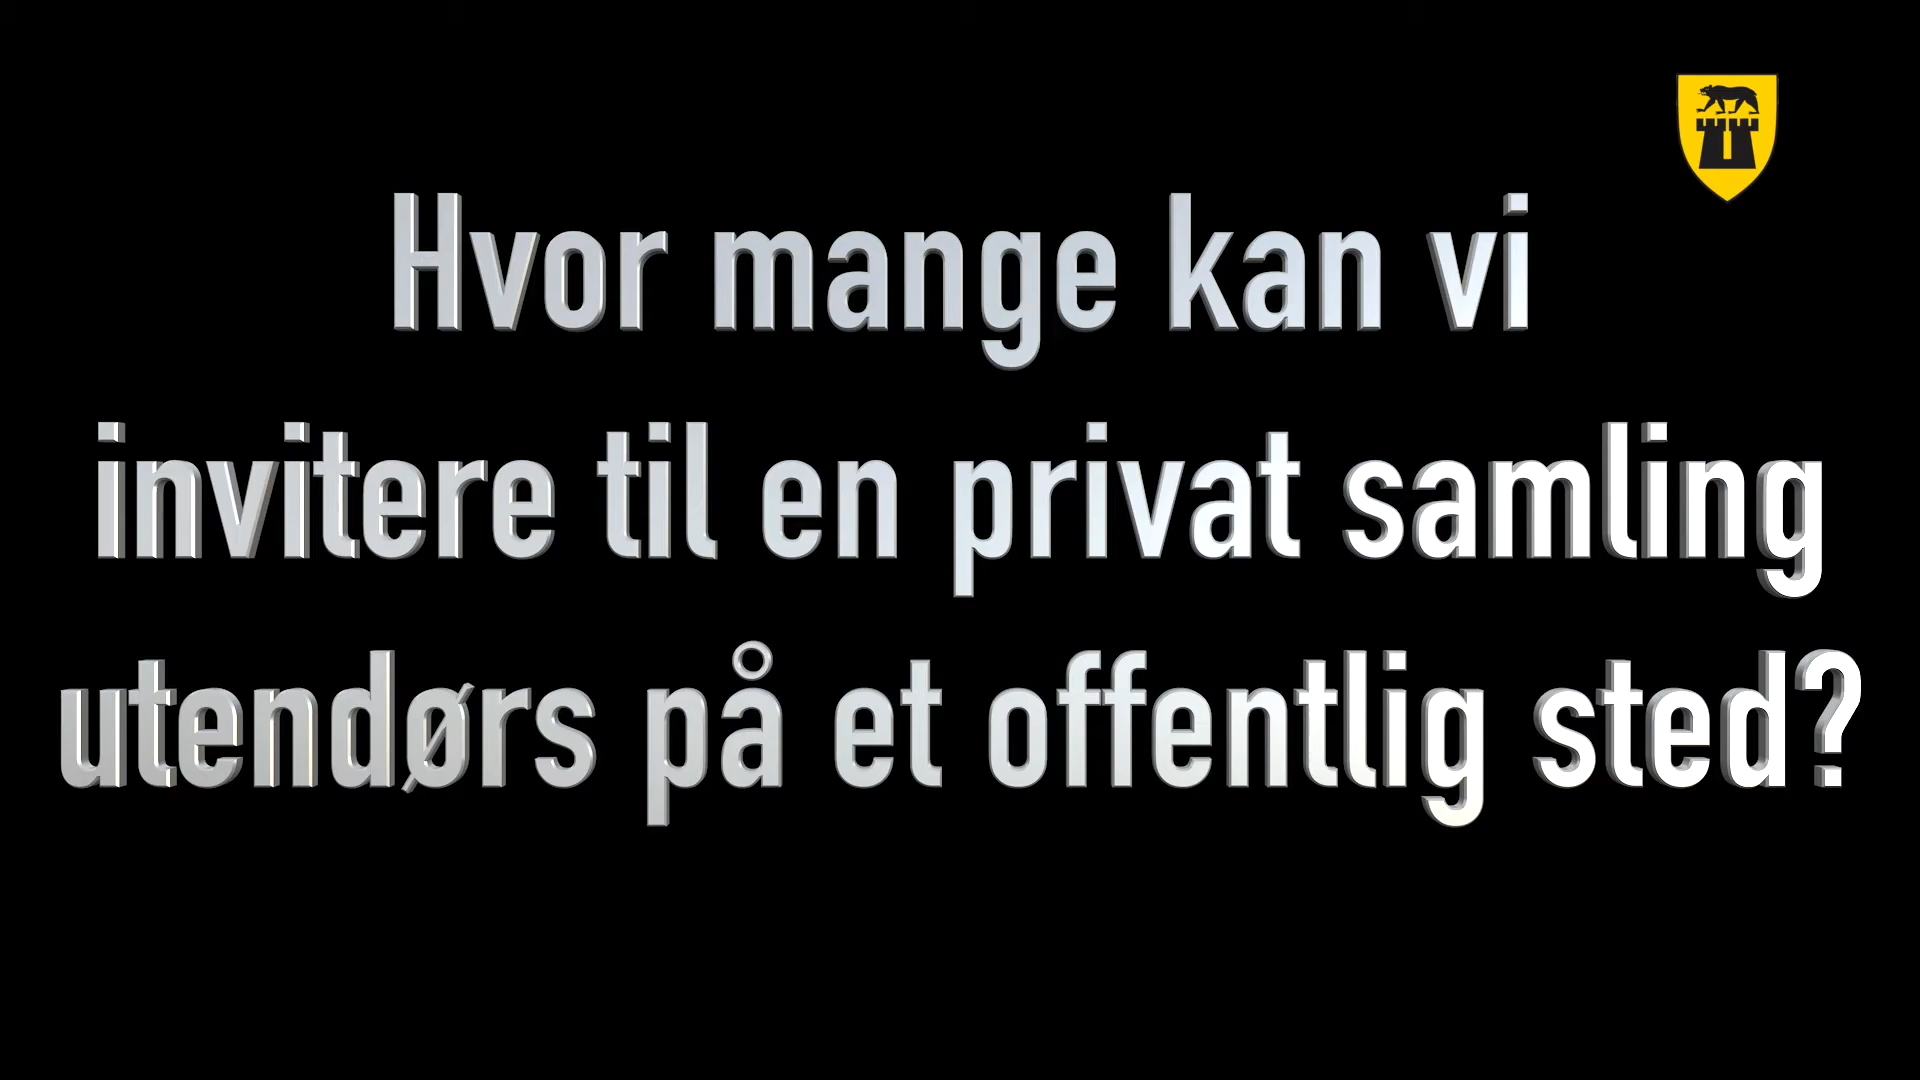 Hvor mange kan vi
invitere til en privat samling
utendørs på et offentlig sted?